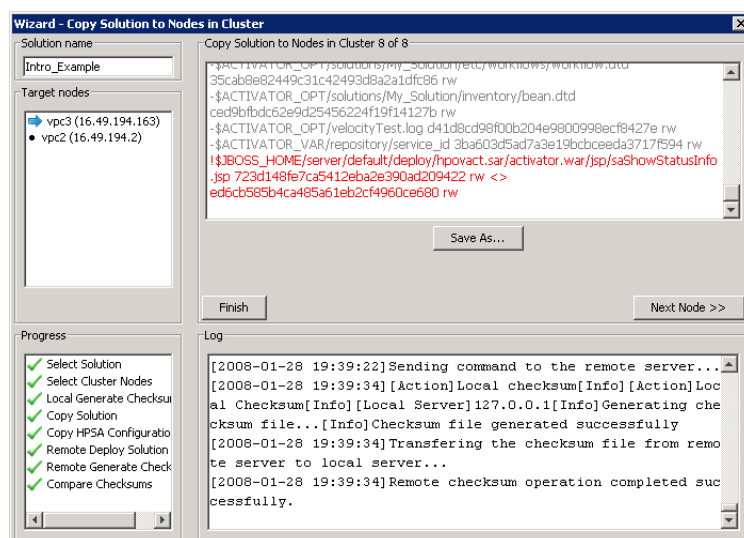 Wizard - Copy Solution to Nodes in Cluster
Solution name
Intro_Example
Target nodes
vpc3 (16.49.194.163)
vpc2 (16.49.194.2)
Copy Solution to Nodes in Cluster 8 of 8
-$ACTIVATOR_OPT/solutions/My_Solution/etc/workflows/workflow.dtd
35cab8e82449c31c42493d8a2a1dfc86 rw
-$ACTIVATOR_OPT/solutions/My_Solution/inventory/bean.dtd
ced9bfbdc62e9d25456224f19f14127b rw
-$ACTIVATOR_OPT/velocityTest.log d41d8cd98f00b204e9800998ecf8427e rw
-$ACTIVATOR_VAR/repository/service_id 3ba603d5ad7a3e19bcbceeda3717f594 rw
!$JBOSS_HOME/server/default/deploy/hpovact.sar/activator.war/jsp/saShowStatusInfo
.jsp 723d148fe7ca5412eba2e390ad209422 rw <>
ed6cb585b4ca485a61eb2cf4960ce680 rw
Save As...
Finish
Next Node >>
Progress
Select Solution
Select Cluster Nodes
Local Generate Checksu
Copy Solution
Copy HPSA Configuratio
Remote Deploy Solution
Remote Generate Check
Compare Checksums
Log
[2008-01-28 19:39:22]Sending command to the remote server...
[2008-01-28 19:39:34][Action]Local checksum[Info][Action]Loc
al Checksum[Info][Local Server]127.0.0.1[Info]Generating che
cksum file...[Info]Checksum file generated successfully
[2008-01-28 19:39:34]Transfering the checksum file from remo
te server to local server...
[2008-01-28 19:39:34]Remote checksum operation completed suc
cessfully.